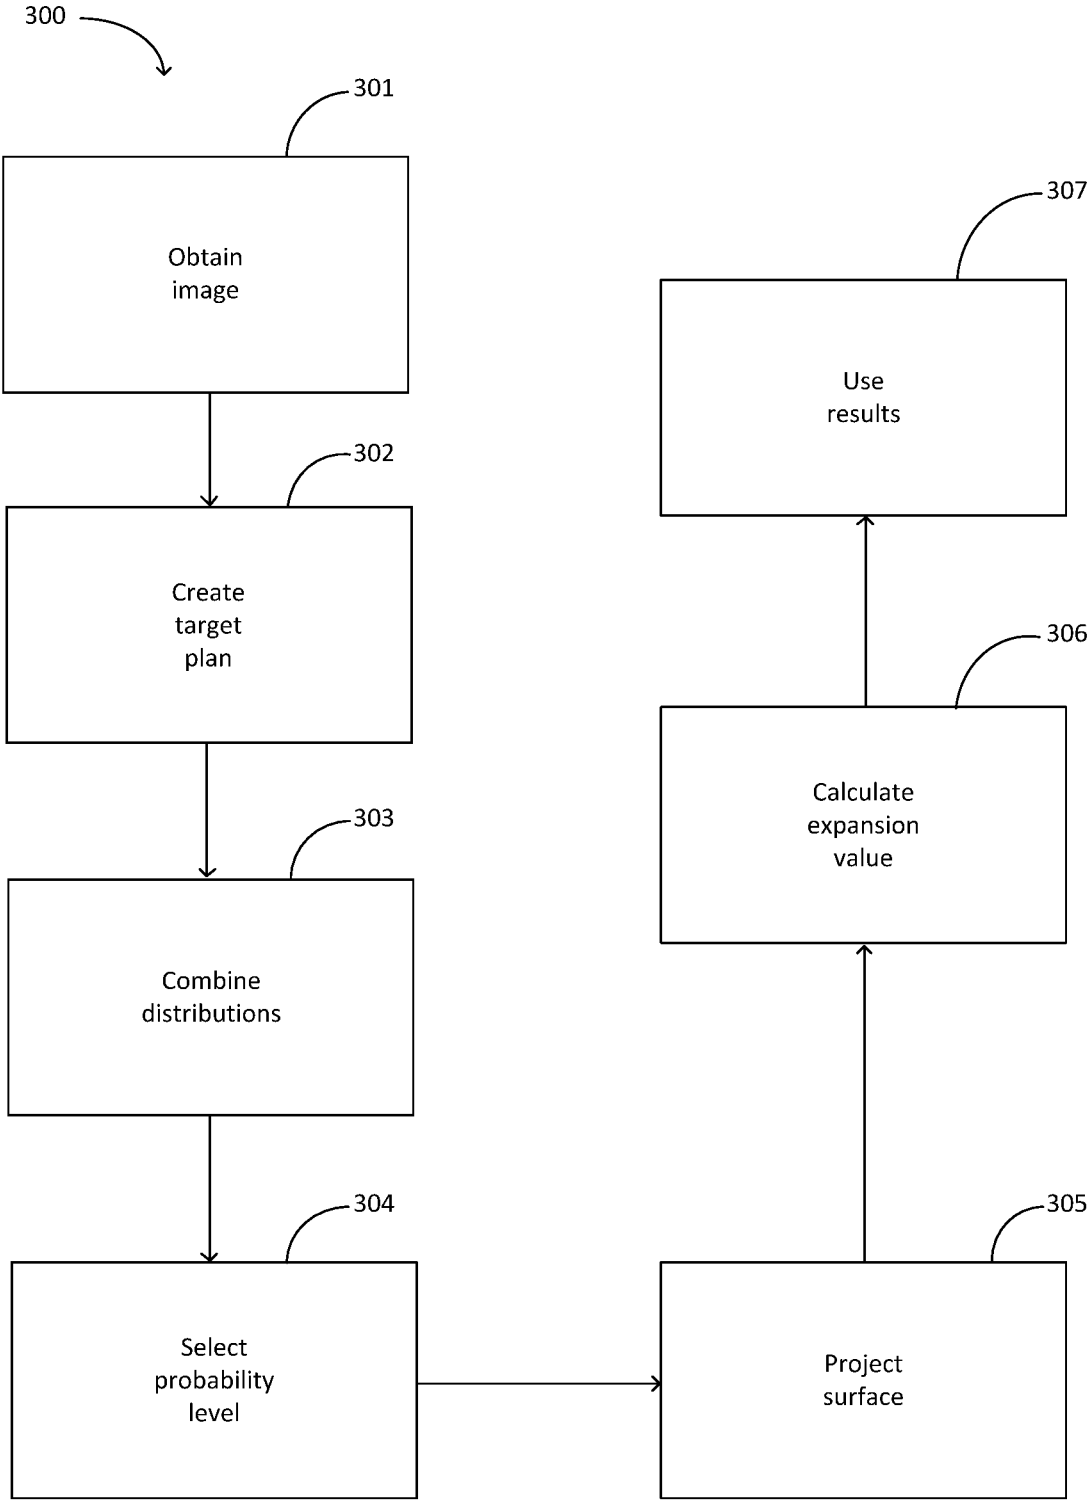 300
301
Obtain
image
302
Create
target
plan
303
Combine
distributions
304
Select
probability
level
305
Project
surface
306
Calculate
expansion
value
307
Use
results